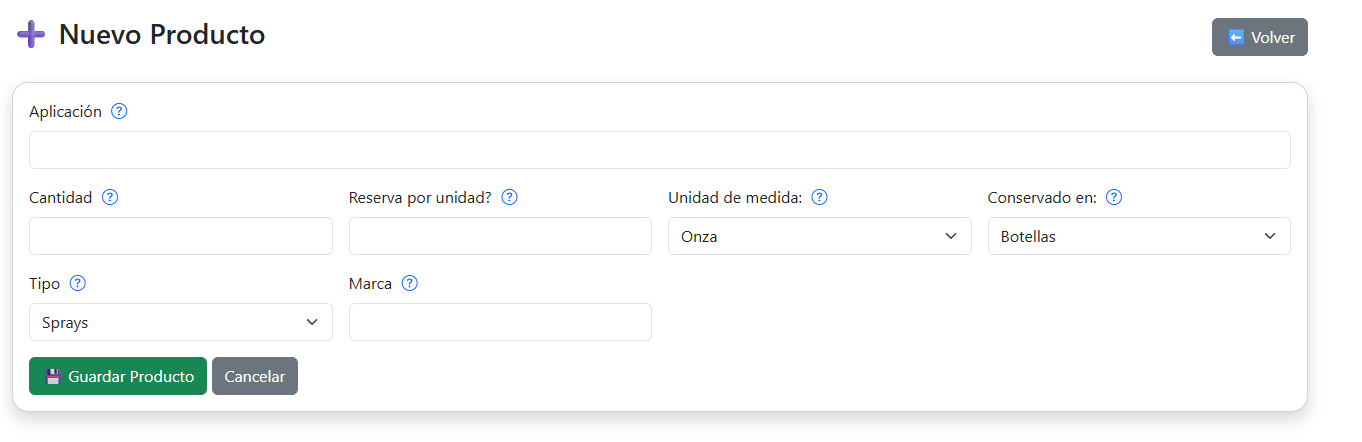 Nuevo Producto
Volver
Aplicación ?
Cantidad ? Reserva por unidad? ? Unidad de medida: ? Conservado en: ?
Onza Botellas
Tipo ? Marca ?
Sprays
Guardar Producto Cancelar